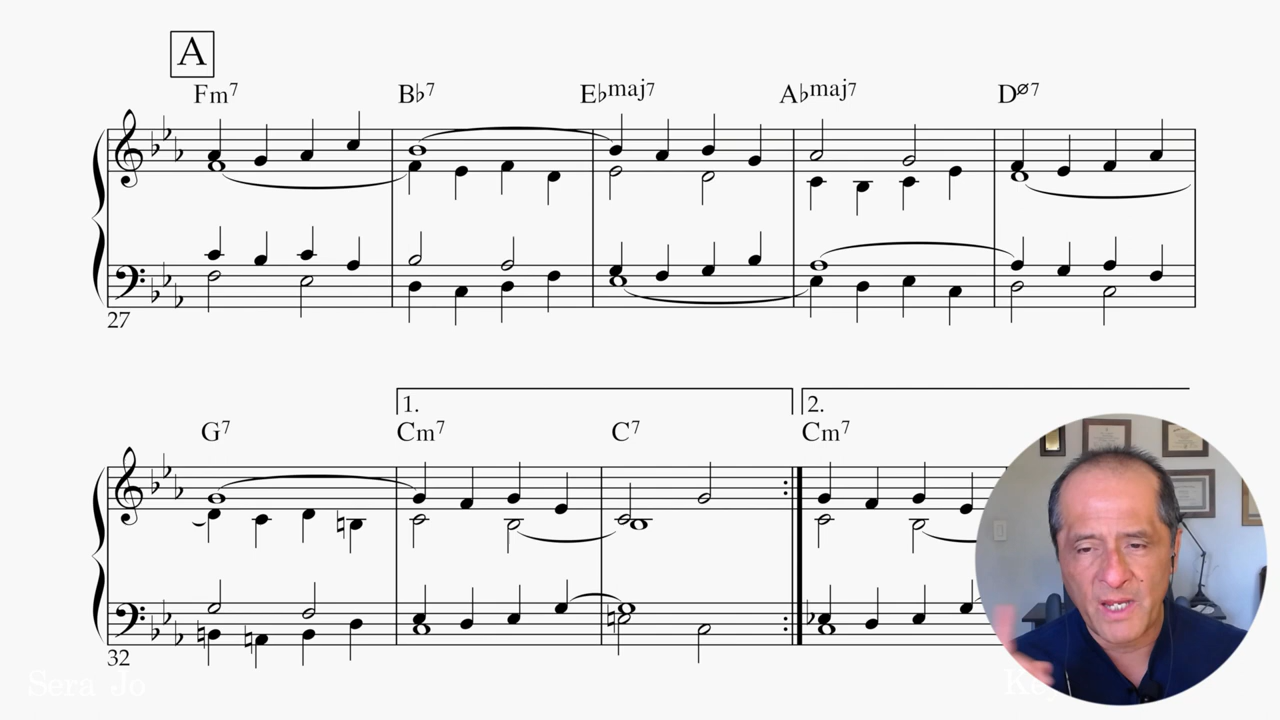 A
Fm7 B♭7 E♭maj7 A♭maj7 Dø7
27
1. 2.
G7 Cm7 C7 Cm7
32
Sera Jo